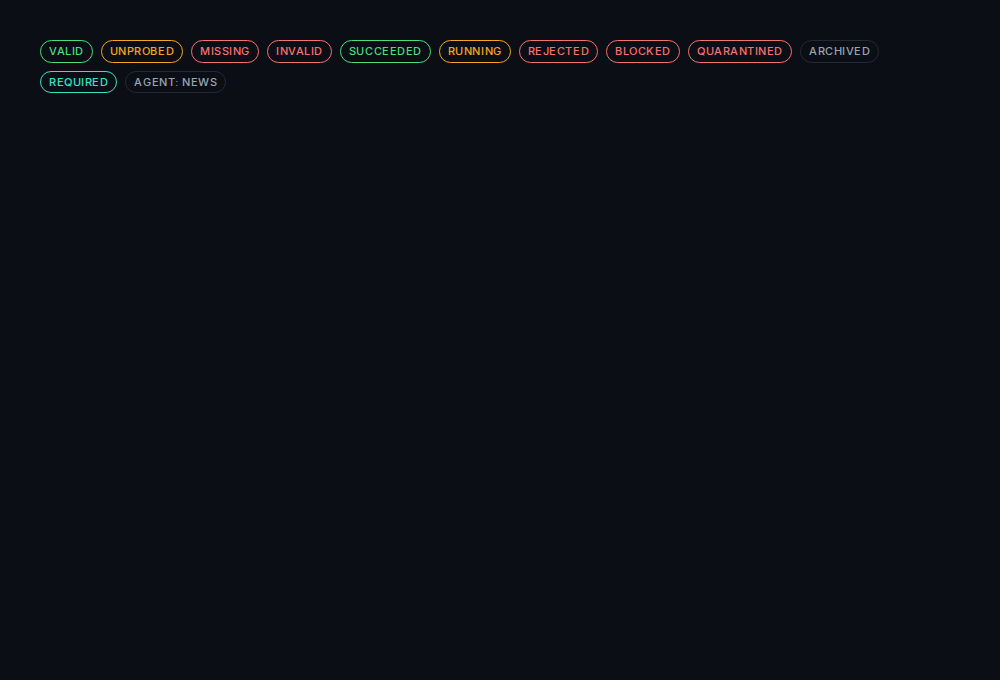 VALID UNPROBED MISSING INVALID SUCCEEDED RUNNING REJECTED BLOCKED QUARANTINED ARCHIVED
REQUIRED AGENT: NEWS